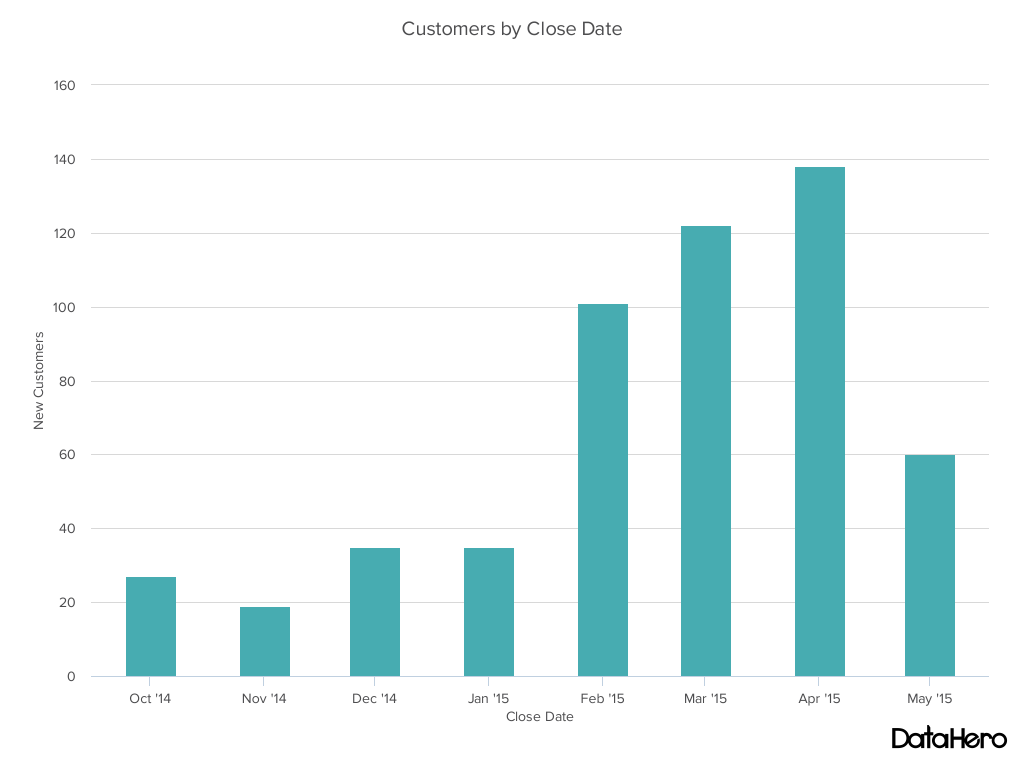 Customers by Close Date
160
140
120
100
80
60
40
20
0
New Customers
Oct '14 Nov '14 Dec '14 Jan '15 Feb '15 Mar '15 Apr '15 May '15
Close Date
DataHero